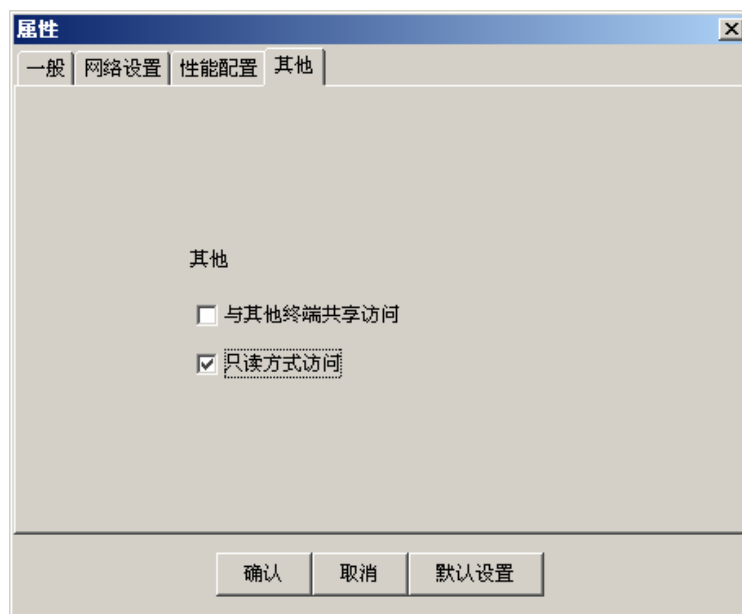 属性
一般 网络设置 性能配置 其他
其他
与其他终端共享访问
只读方式访问
确认 取消 默认设置